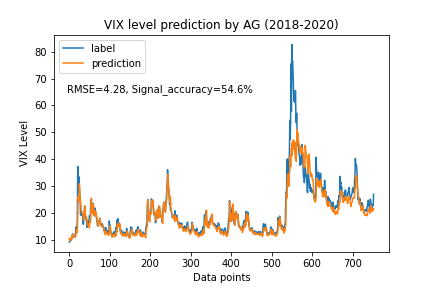 VIX level prediction by AG (2018-2020)
label
prediction
RMSE=4.28, Signal_accuracy=54.6%
VIX Level
80
70
60
50
40
30
20
10
0 100 200 300 400 500 600 700
Data points